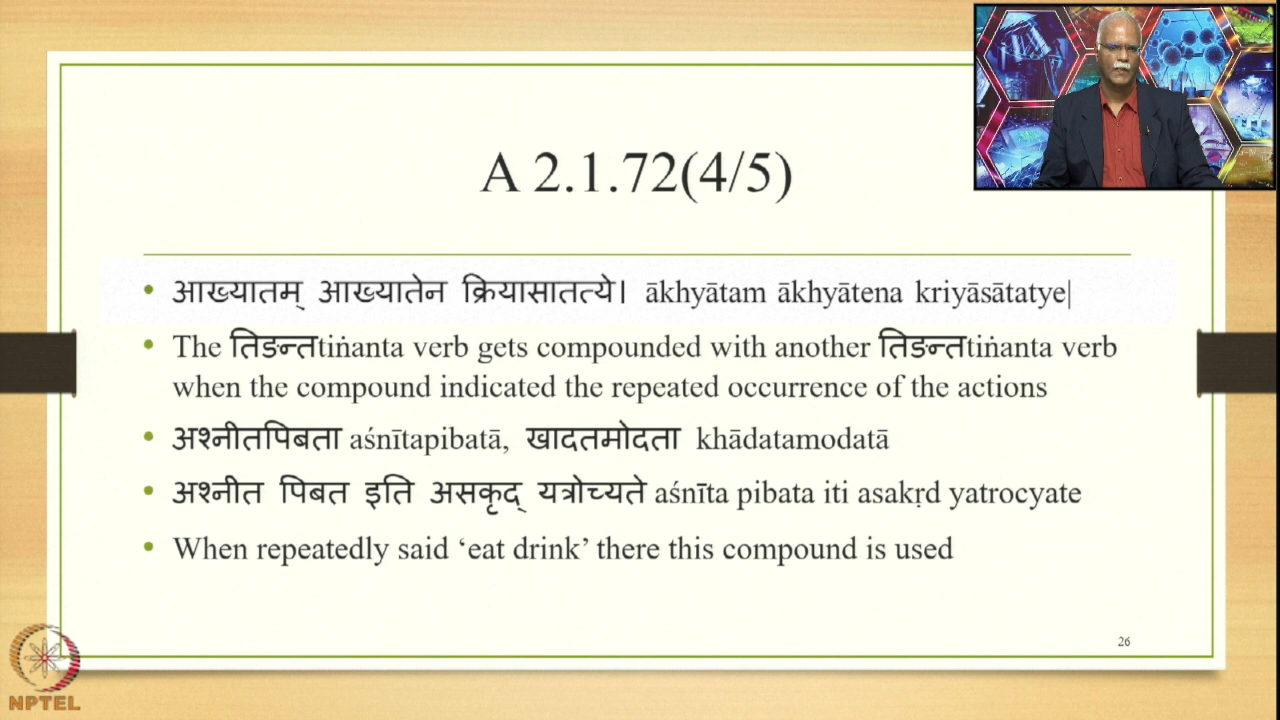 A 2.1.72(4/5)
आख्यातम् आख्यातेन क्रियासातत्ये। ākhyātam ākhyātena kriyāsātatye|
The तिङन्तtiṅanta verb gets compounded with another तिङन्तtiṅanta verb
when the compound indicated the repeated occurrence of the actions
अश्नीतपिबता aśnītapibatā, खादतमोदता khādatamodatā
अश्नीत पिबत इति असकृद् यत्रोच्यते aśnīta pibata iti asakṛd yatrocyate
When repeatedly said ‘eat drink’ there this compound is used
26
NPTEL